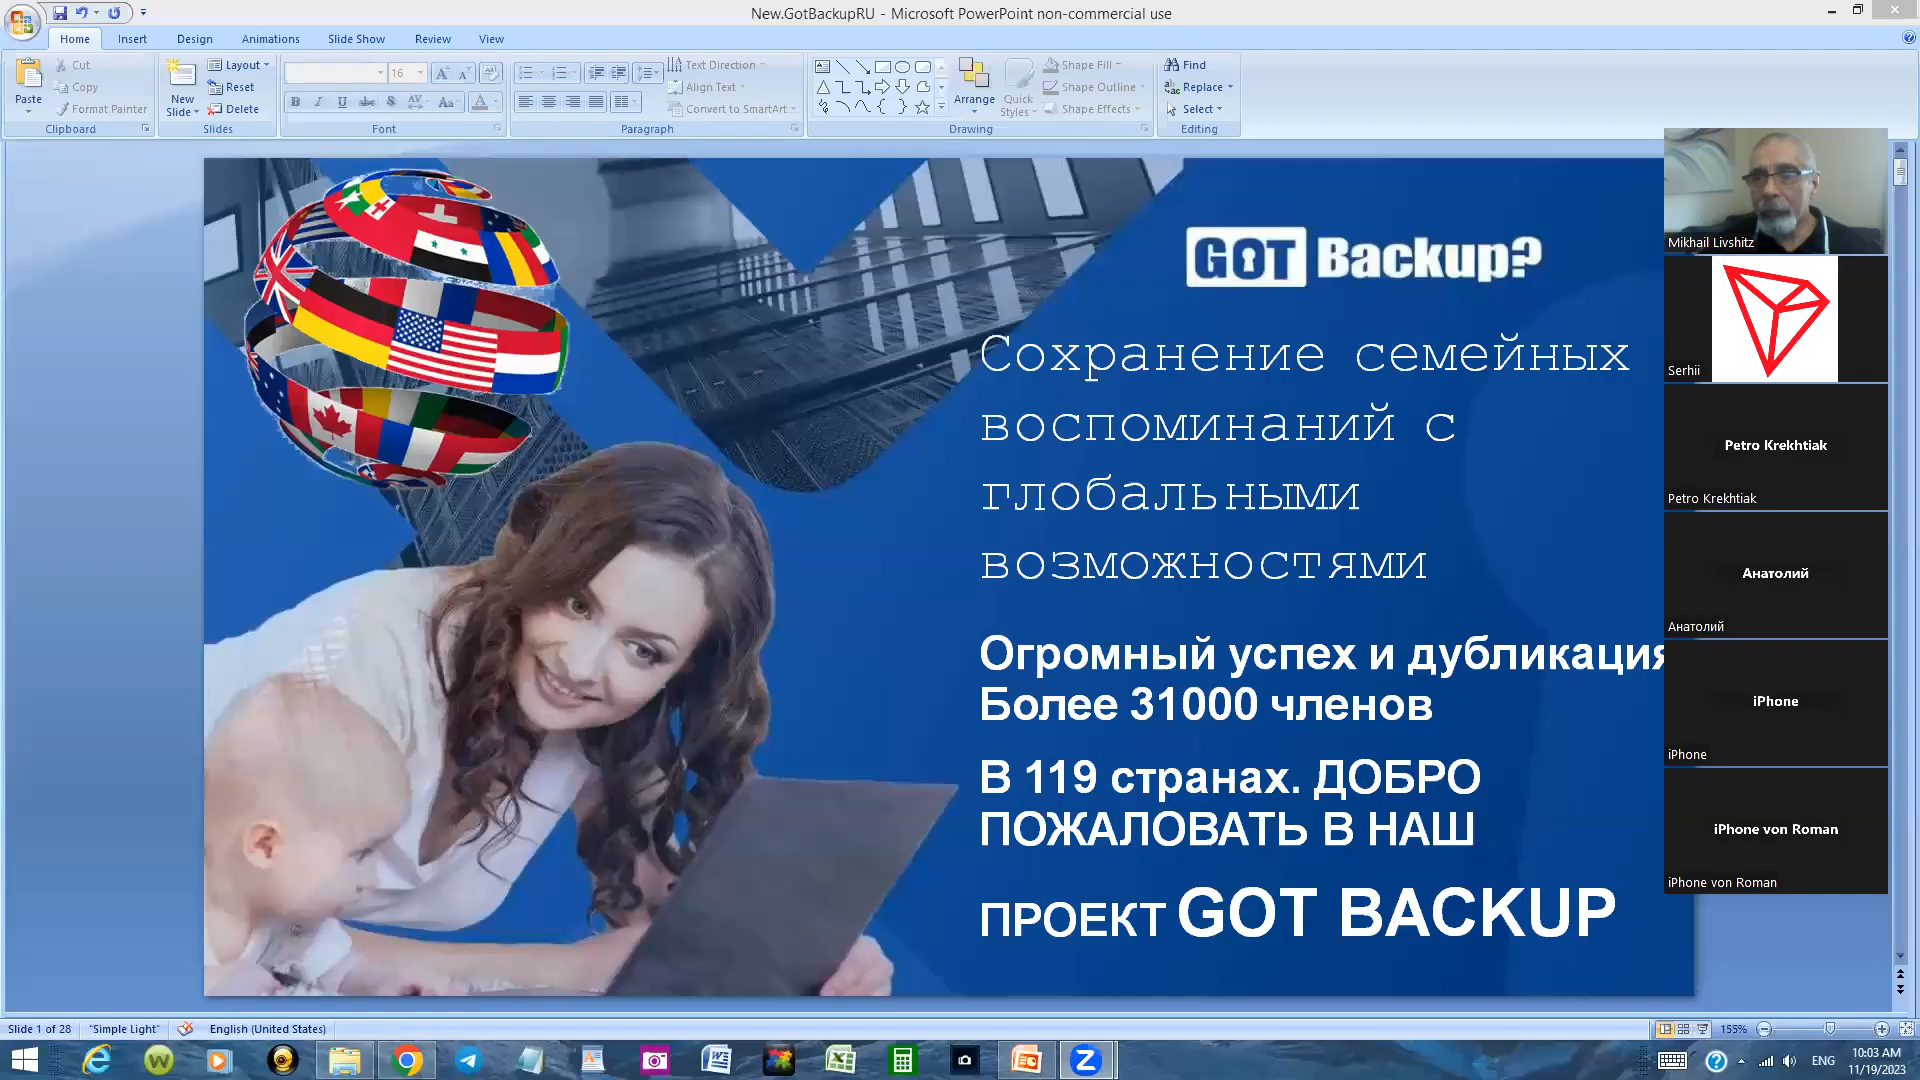 New.GotBackupRU - Microsoft PowerPoint non-commercial use
Home
Insert
Design
Animations
Slide Show
Review
View
Paste
Cut
Copy
Format Painter
Clipboard
New
Slide
Layout
Reset
Delete
Slides
16
Font
Text Direction
Align Text
Convert to SmartArt
Paragraph
Arrange
Quick
Styles
Shape Fill
Shape Outline
Shape Effects
Drawing
Find
Replace
Select
Editing
GOT Backup?
Сохранение семейных
воспоминаний с
глобальными
возможностями
Огромный успех и дубликация
Более 31000 членов
В 119 странах. ДОБРО
ПОЖАЛОВАТЬ В НАШ
ПРОЕКТ GOT BACKUP
Mikhail Livshitz
Serhii
Petro Krekhtiak
Petro Krekhtiak
Анатолий
Анатолий
iPhone
iPhone
iPhone von Roman
iPhone von Roman
Slide 1 of 28
"Simple Light"
English (United States)
155%
ENG
10:03 AM
11/19/2023